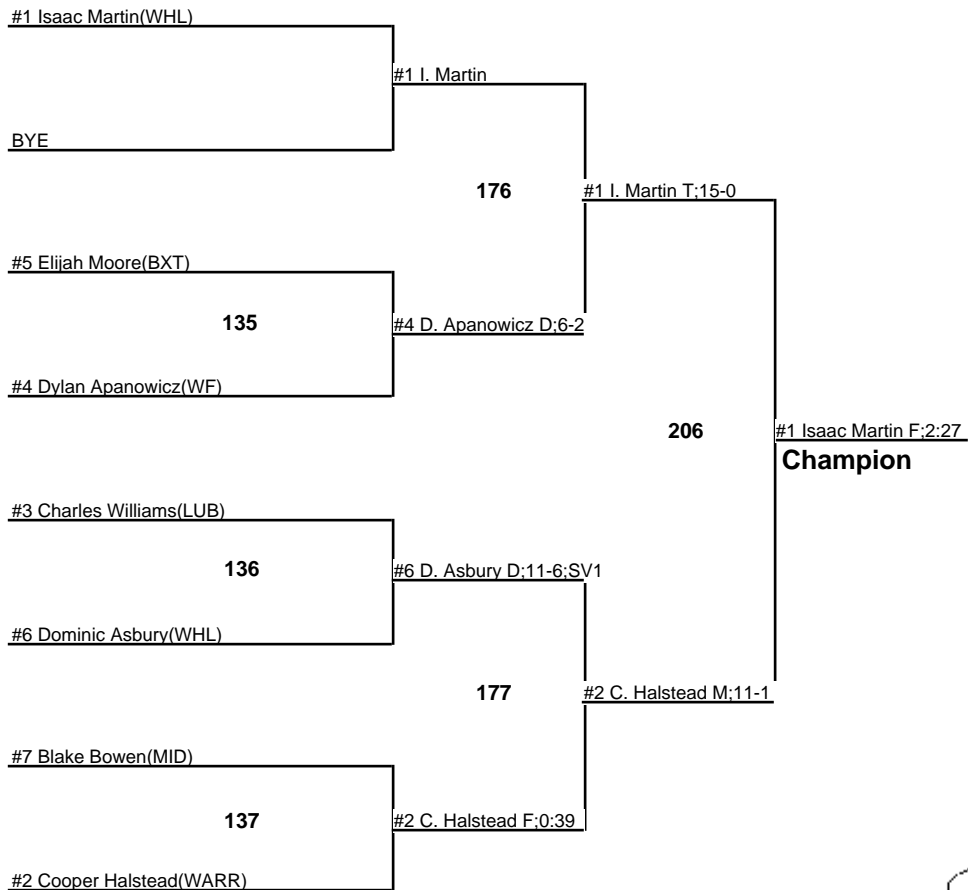 #1 Isaac Martin(WHL)
#1 I. Martin
BYE
176
#1 I. Martin T;15-0
#5 Elijah Moore(BXT)
135
#4 D. Apanowicz D;6-2
#4 Dylan Apanowicz(WF)
206
#1 Isaac Martin F;2:27
Champion
#3 Charles Williams(LUB)
136
#6 D. Asbury D;11-6;SV1
#6 Dominic Asbury(WHL)
177
#2 C. Halstead M;11-1
#7 Blake Bowen(MID)
137
#2 C. Halstead F;0:39
#2 Cooper Halstead(WARR)